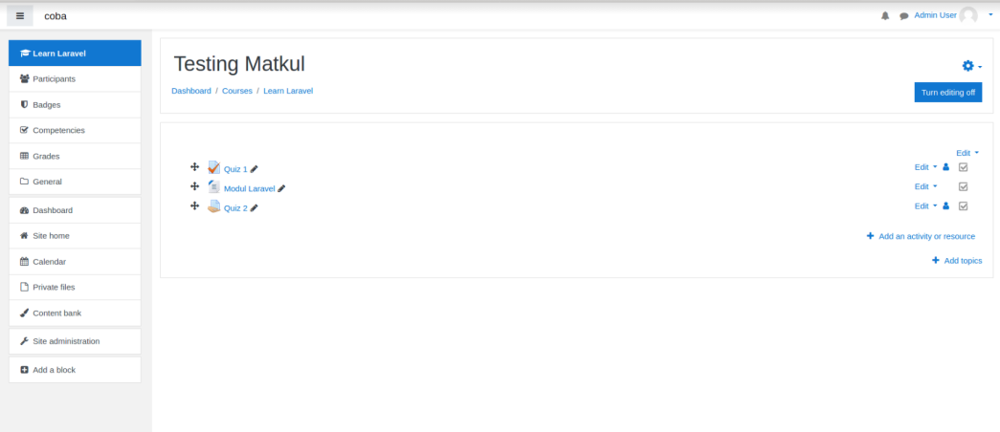 coba
Admin User
Learn Laravel
Participants
Badges
Competencies
Grades
General
Dashboard
Site home
Calendar
Private files
Content bank
Site administration
Add a block
Testing Matkul
Dashboard / Courses / Learn Laravel
Turn editing off
Edit
Quiz 1 Edit
Modul Laravel Edit
Quiz 2 Edit
Add an activity or resource
Add topics